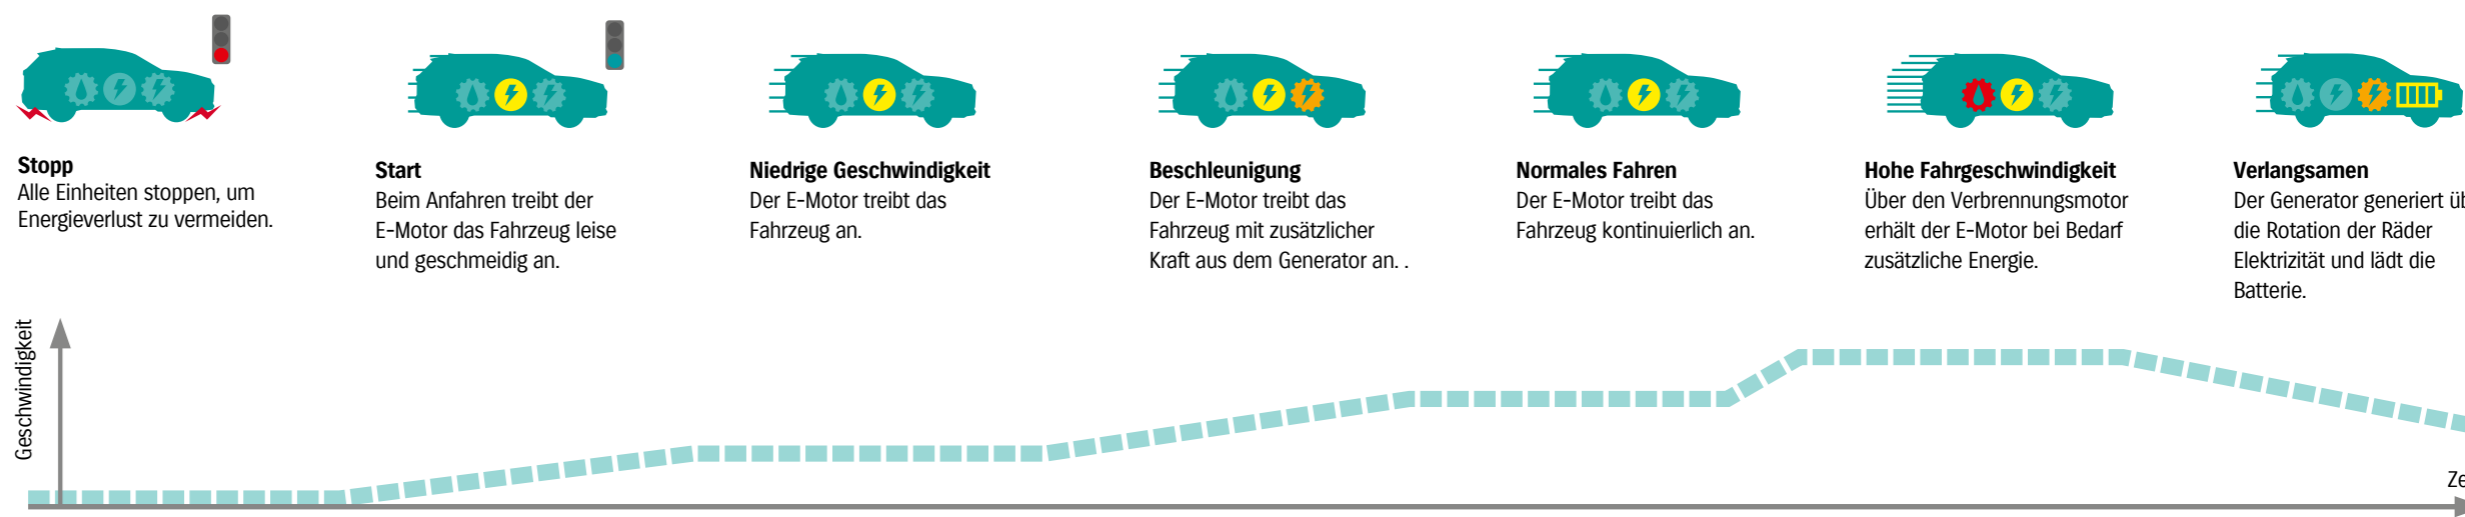 Stopp
Alle Einheiten stoppen, um
Energieverlust zu vermeiden.
Start
Beim Anfahren treibt der
E-Motor das Fahrzeug leise
und geschmeidig an.
Niedrige Geschwindigkeit
Der E-Motor treibt das
Fahrzeug an.
Beschleunigung
Der E-Motor treibt das
Fahrzeug mit zusätzlicher
Kraft aus dem Generator an. .
Normales Fahren
Der E-Motor treibt das
Fahrzeug kontinuierlich an.
Hohe Fahrgeschwindigkeit
Über den Verbrennungsmotor
erhält der E-Motor bei Bedarf
zusätzliche Energie.
Verlangsamen
Der Generator generiert
die Rotation der Räder
Elektrizität und lädt die
Batterie.
Geschwindigkeit